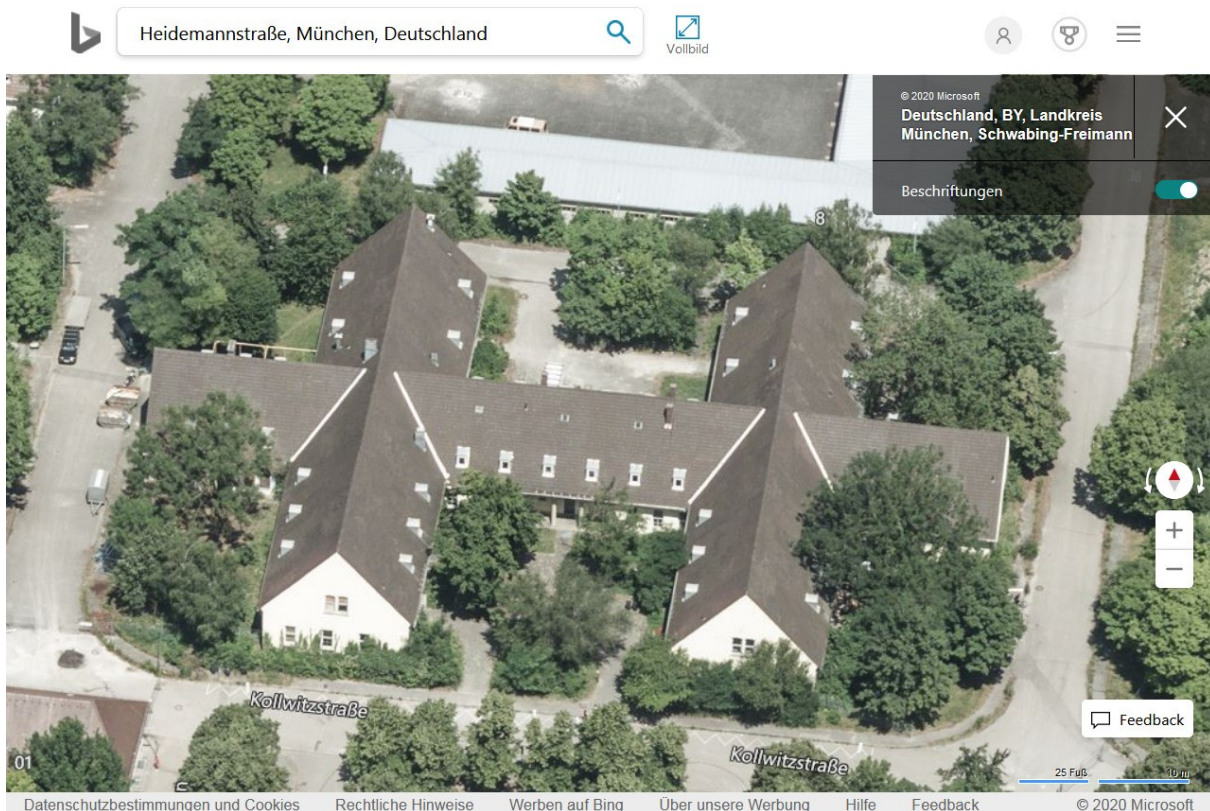 Heidemannstraße, München, Deutschland
Vollbild
© 2020 Microsoft
Deutschland, BY, Landkreis
München, Schwabing-Freimann
Beschriftungen
8
Kollwitzstraße
Kollwitzstraße
01
Feedback
25 Fuß
10 m
Datenschutzbestimmungen und Cookies Rechtliche Hinweise Werben auf Bing Über unsere Werbung Hilfe Feedback © 2020 Microsoft